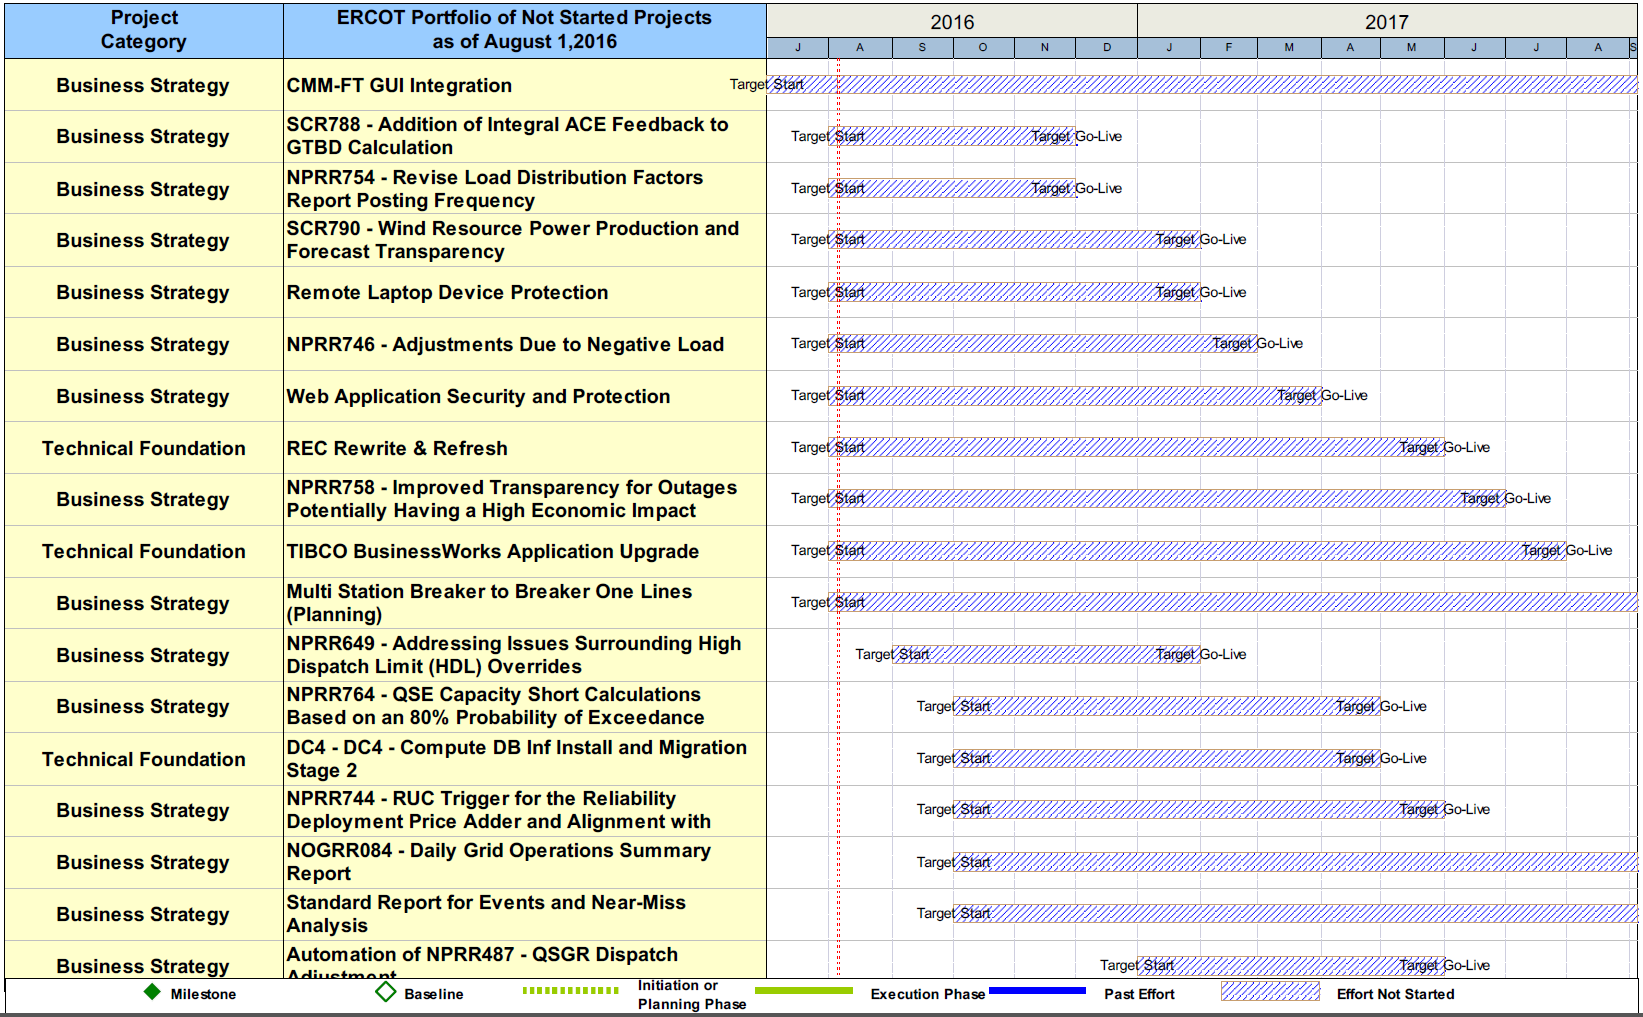 Project
Category
ERCOT Portfolio of Not Started Projects
as of August 1,2016
2016
2017
J A S O N D J F M A M J J A S
Business Strategy
CMM-FT GUI Integration
Target Start
Business Strategy
SCR788 - Addition of Integral ACE Feedback to
GTBD Calculation
Target Start
Target Go-Live
Business Strategy
NPRR754 - Revise Load Distribution Factors
Report Posting Frequency
Target Start
Target Go-Live
Business Strategy
SCR790 - Wind Resource Power Production and
Forecast Transparency
Target Start
Target Go-Live
Business Strategy
Remote Laptop Device Protection
Target Start
Target Go-Live
Business Strategy
NPRR746 - Adjustments Due to Negative Load
Target Start
Target Go-Live
Business Strategy
Web Application Security and Protection
Target Start
Target Go-Live
Technical Foundation
REC Rewrite & Refresh
Target Start
Target Go-Live
Business Strategy
NPRR758 - Improved Transparency for Outages
Potentially Having a High Economic Impact
Target Start
Target Go-Live
Technical Foundation
TIBCO BusinessWorks Application Upgrade
Target Start
Target Go-Live
Business Strategy
Multi Station Breaker to Breaker One Lines
(Planning)
Target Start
Business Strategy
NPRR649 - Addressing Issues Surrounding High
Dispatch Limit (HDL) Overrides
Target Start
Target Go-Live
Business Strategy
NPRR764 - QSE Capacity Short Calculations
Based on an 80% Probability of Exceedance
Target Start
Target Go-Live
Technical Foundation
DC4 - DC4 - Compute DB Inf Install and Migration
Stage 2
Target Start
Target Go-Live
Business Strategy
NPRR744 - RUC Trigger for the Reliability
Deployment Price Adder and Alignment with
Target Start
Target Go-Live
Business Strategy
NOGRR084 - Daily Grid Operations Summary
Report
Target Start
Business Strategy
Standard Report for Events and Near-Miss
Analysis
Target Start
Business Strategy
Automation of NPRR487 - QSGR Dispatch
Adjustment
Target Start
Target Go-Live
Milestone
Baseline
Initiation or
Planning Phase
Execution Phase
Past Effort
Effort Not Started